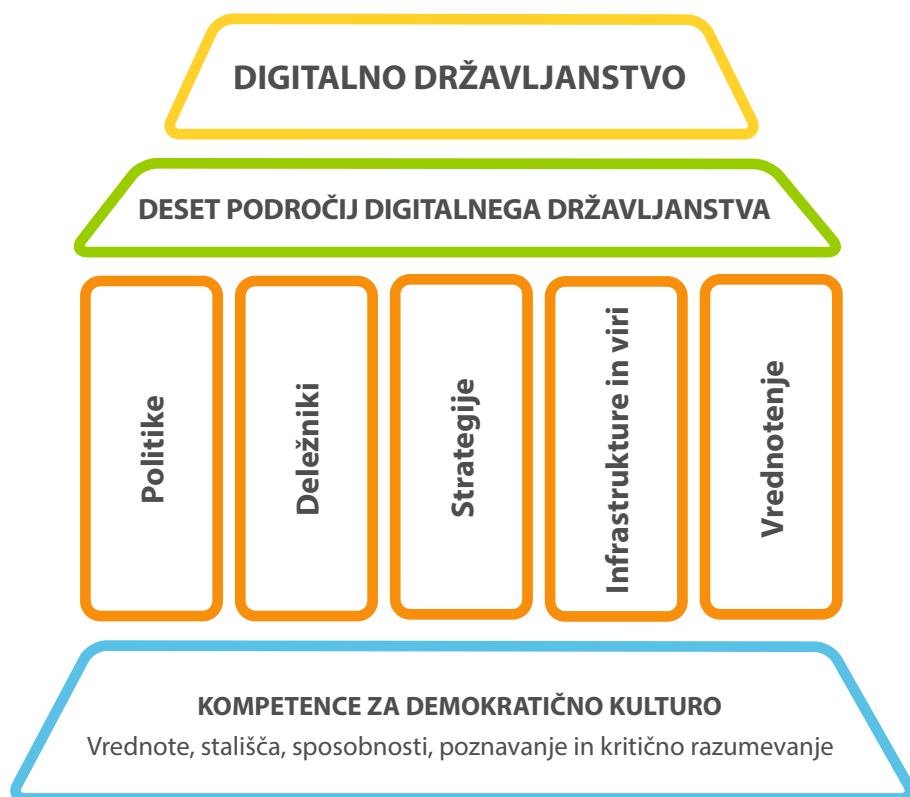 DIGITALNO DRŽAVLJANSTVO
DESET PODROČIJ DIGITALNEGA DRŽAVLJANSTVA
Politike
Deležniki
Strategije
Infrastrukture in viri
Vrednotenje
KOMPETENCE ZA DEMOKRATIČNO KULTURO
Vrednote, stališča, sposobnosti, poznavanje in kritično razumevanje